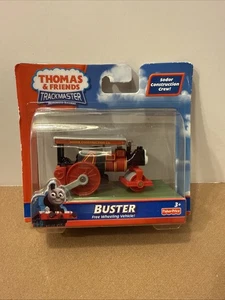 THOMAS
& FRIENDS
TRACKMASTER
Sodor
Construction
Crew!
BUSTER
Free Wheeling Vehicle!
3+
Fisher-Price